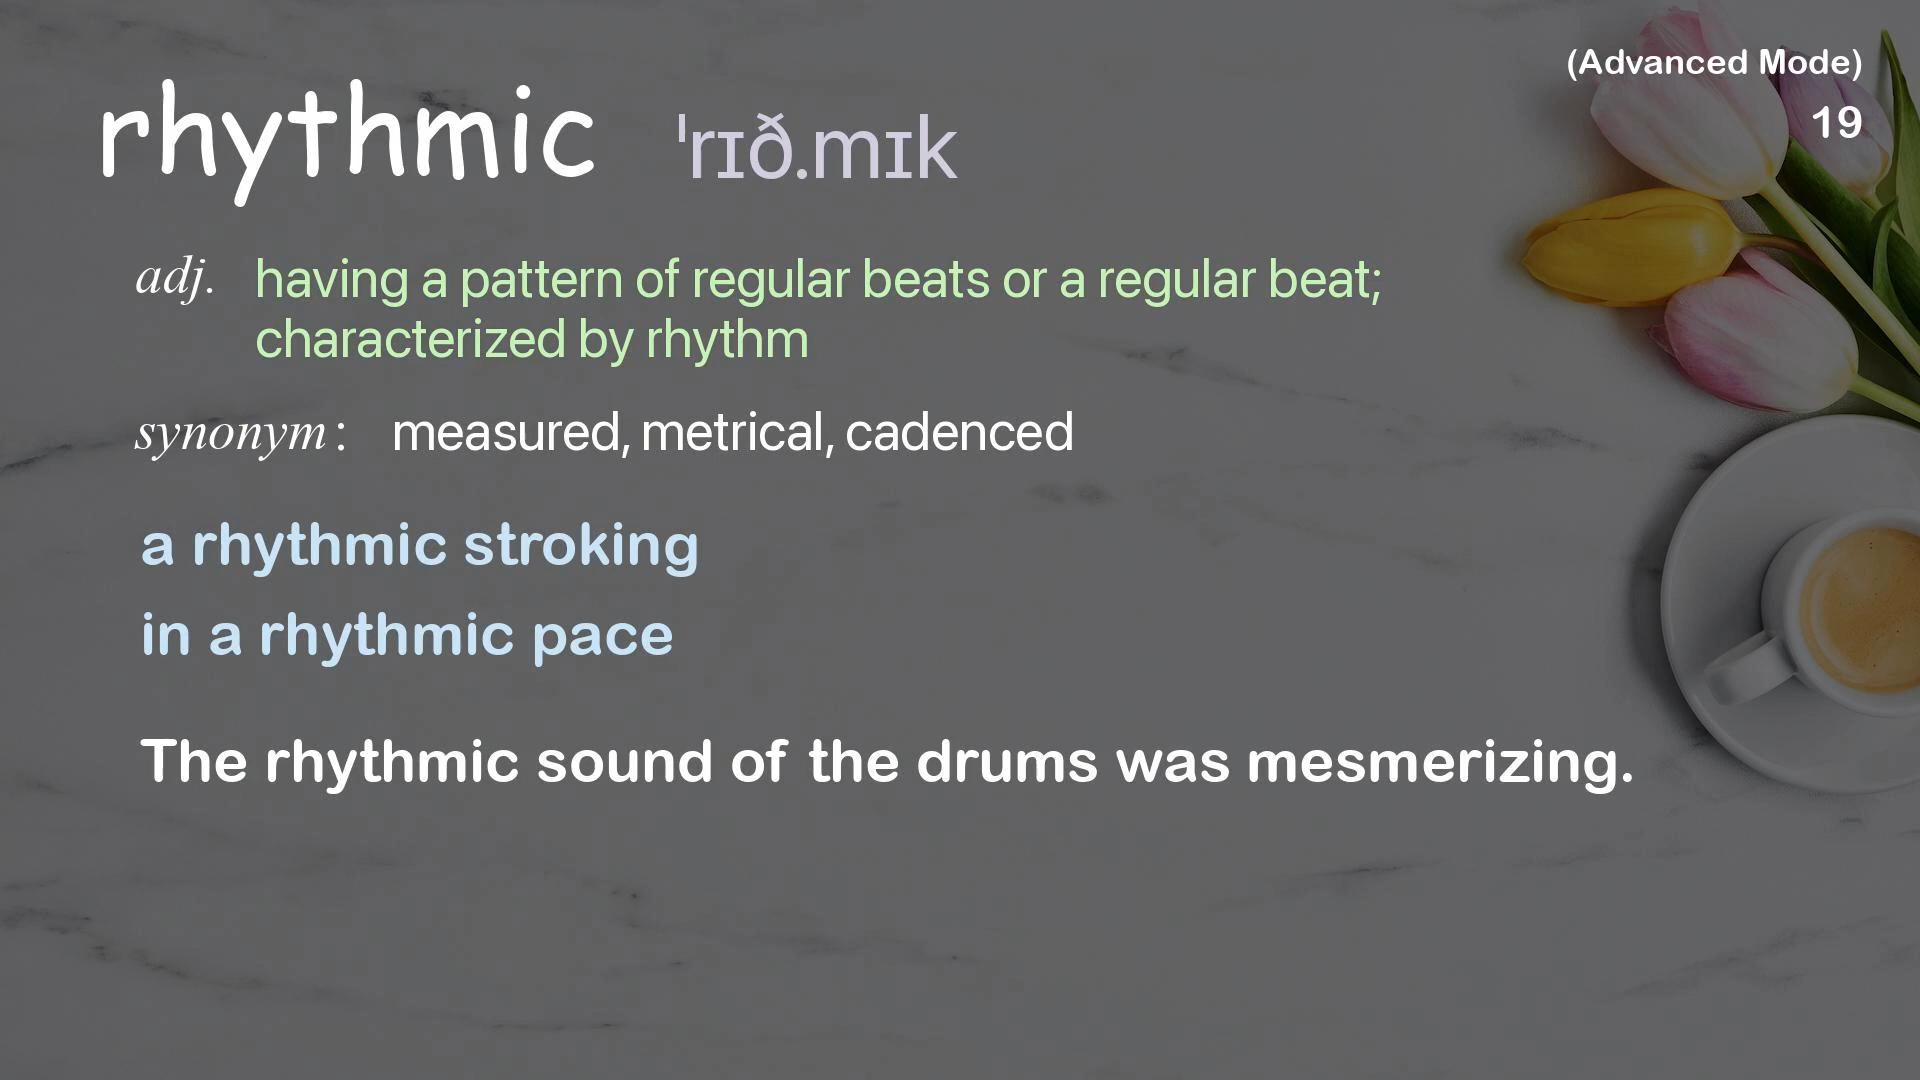 (Advanced Mode)
rhythmic ˈrɪð.mɪk
19
adj. having a pattern of regular beats or a regular beat;
characterized by rhythm
synonym : measured, metrical, cadenced
a rhythmic stroking
in a rhythmic pace
The rhythmic sound of the drums was mesmerizing.